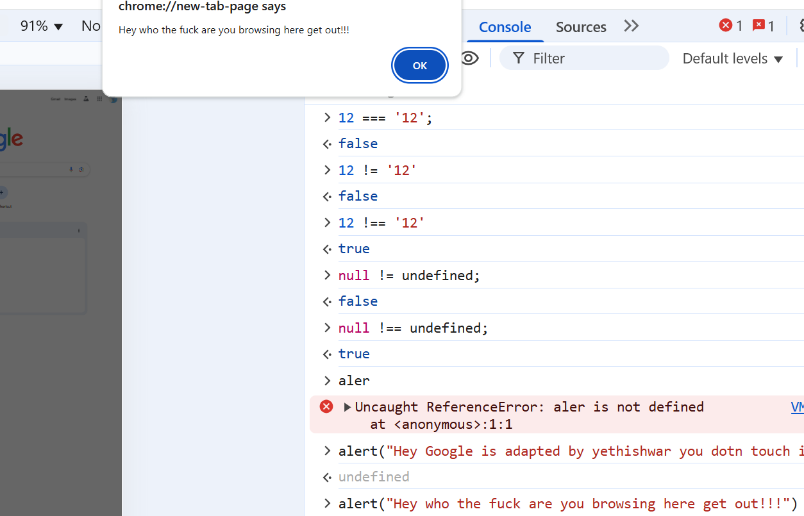 chrome://new-tab-page says
Hey who the fuck are you browsing here get out!!!
OK
91% No
Console Sources 1 1
Filter Default levels
gle
12 === '12';
false
12 != '12'
false
12 !== '12'
true
null != undefined;
false
null !== undefined;
true
aler
Uncaught ReferenceError: aler is not defined VM
at <anonymous>:1:1
alert("Hey Google is adapted by yethishwar you dotn touch i
undefined
alert("Hey who the fuck are you browsing here get out!!!")